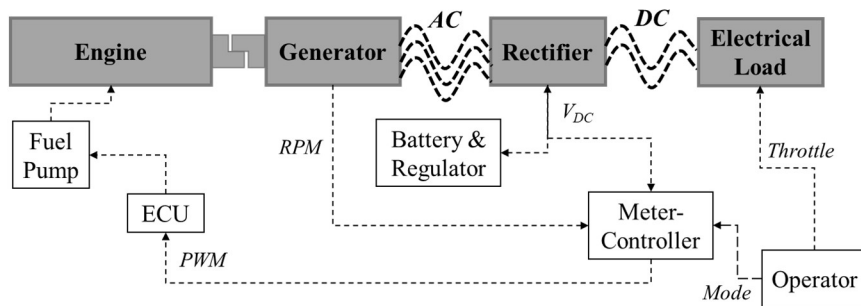 AC
DC
Engine
Generator
Rectifier
Electrical
Load
V_DC
Fuel
Pump
RPM
Battery &
Regulator
Throttle
ECU
Meter-
Controller
PWM
Mode
Operator